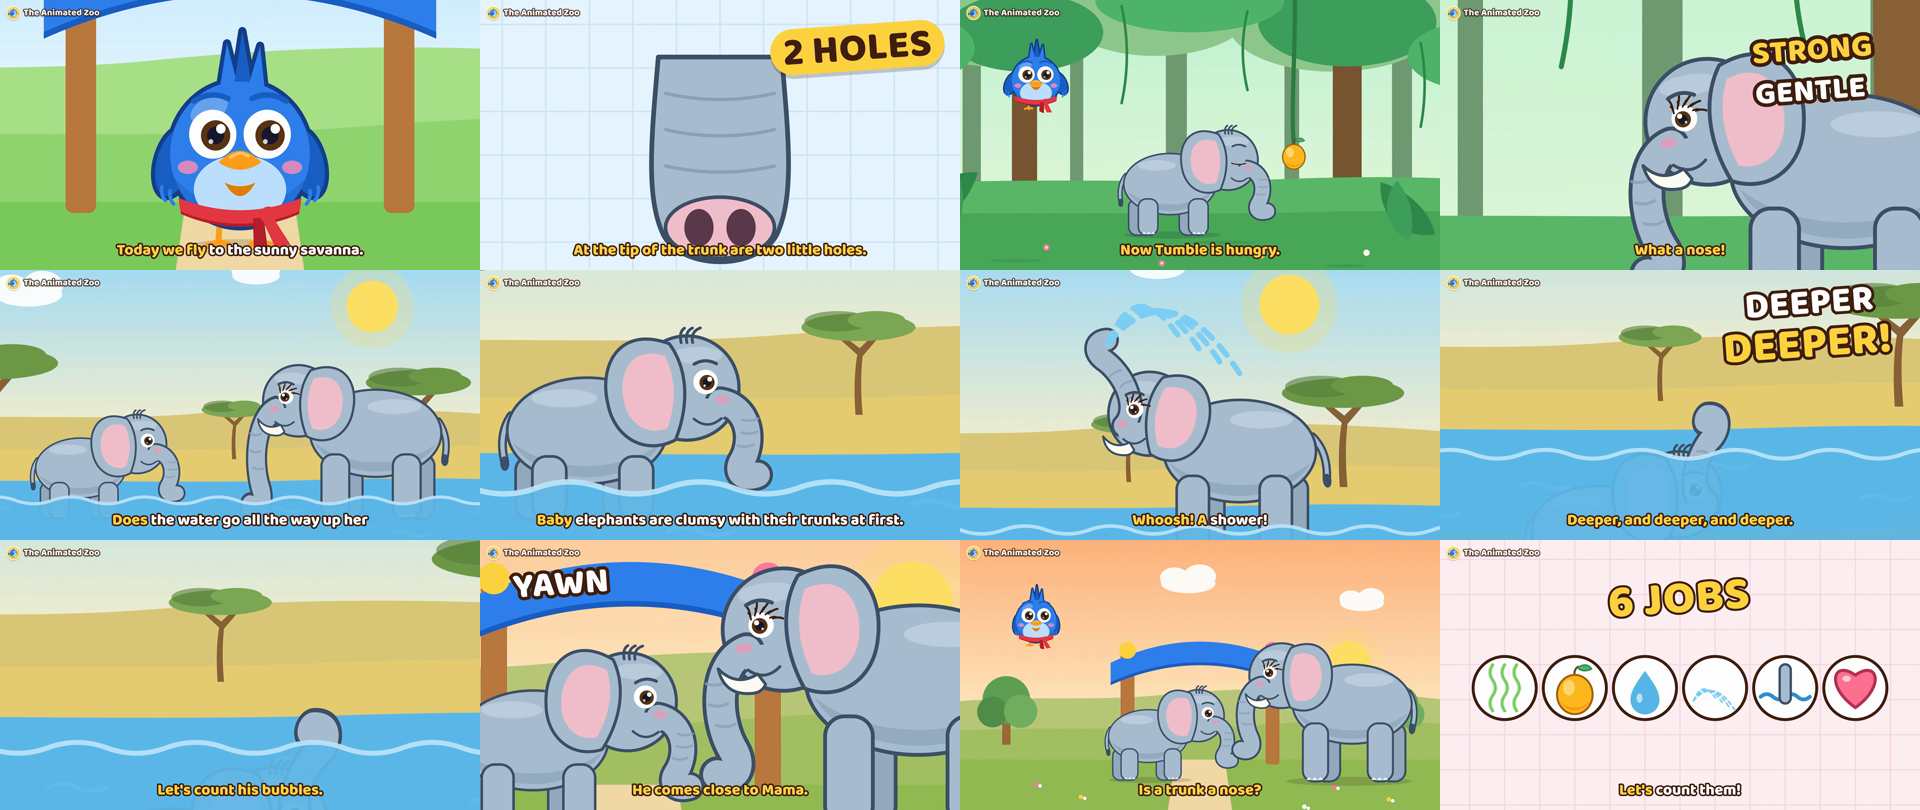 The Animated Zoo
Today we fly to the sunny savanna.
The Animated Zoo
2 HOLES
At the tip of the trunk are two little holes.
The Animated Zoo
Now Tumble is hungry.
The Animated Zoo
STRONG
GENTLE
What a nose!
The Animated Zoo
Does the water go all the way up her
The Animated Zoo
Baby elephants are clumsy with their trunks at first.
The Animated Zoo
Whoosh! A shower!
The Animated Zoo
DEEPER
DEEPER!
Deeper, and deeper, and deeper.
The Animated Zoo
Let's count his bubbles.
The Animated Zoo
YAWN
He comes close to Mama.
The Animated Zoo
Is a trunk a nose?
The Animated Zoo
6 JOBS
Let's count them!